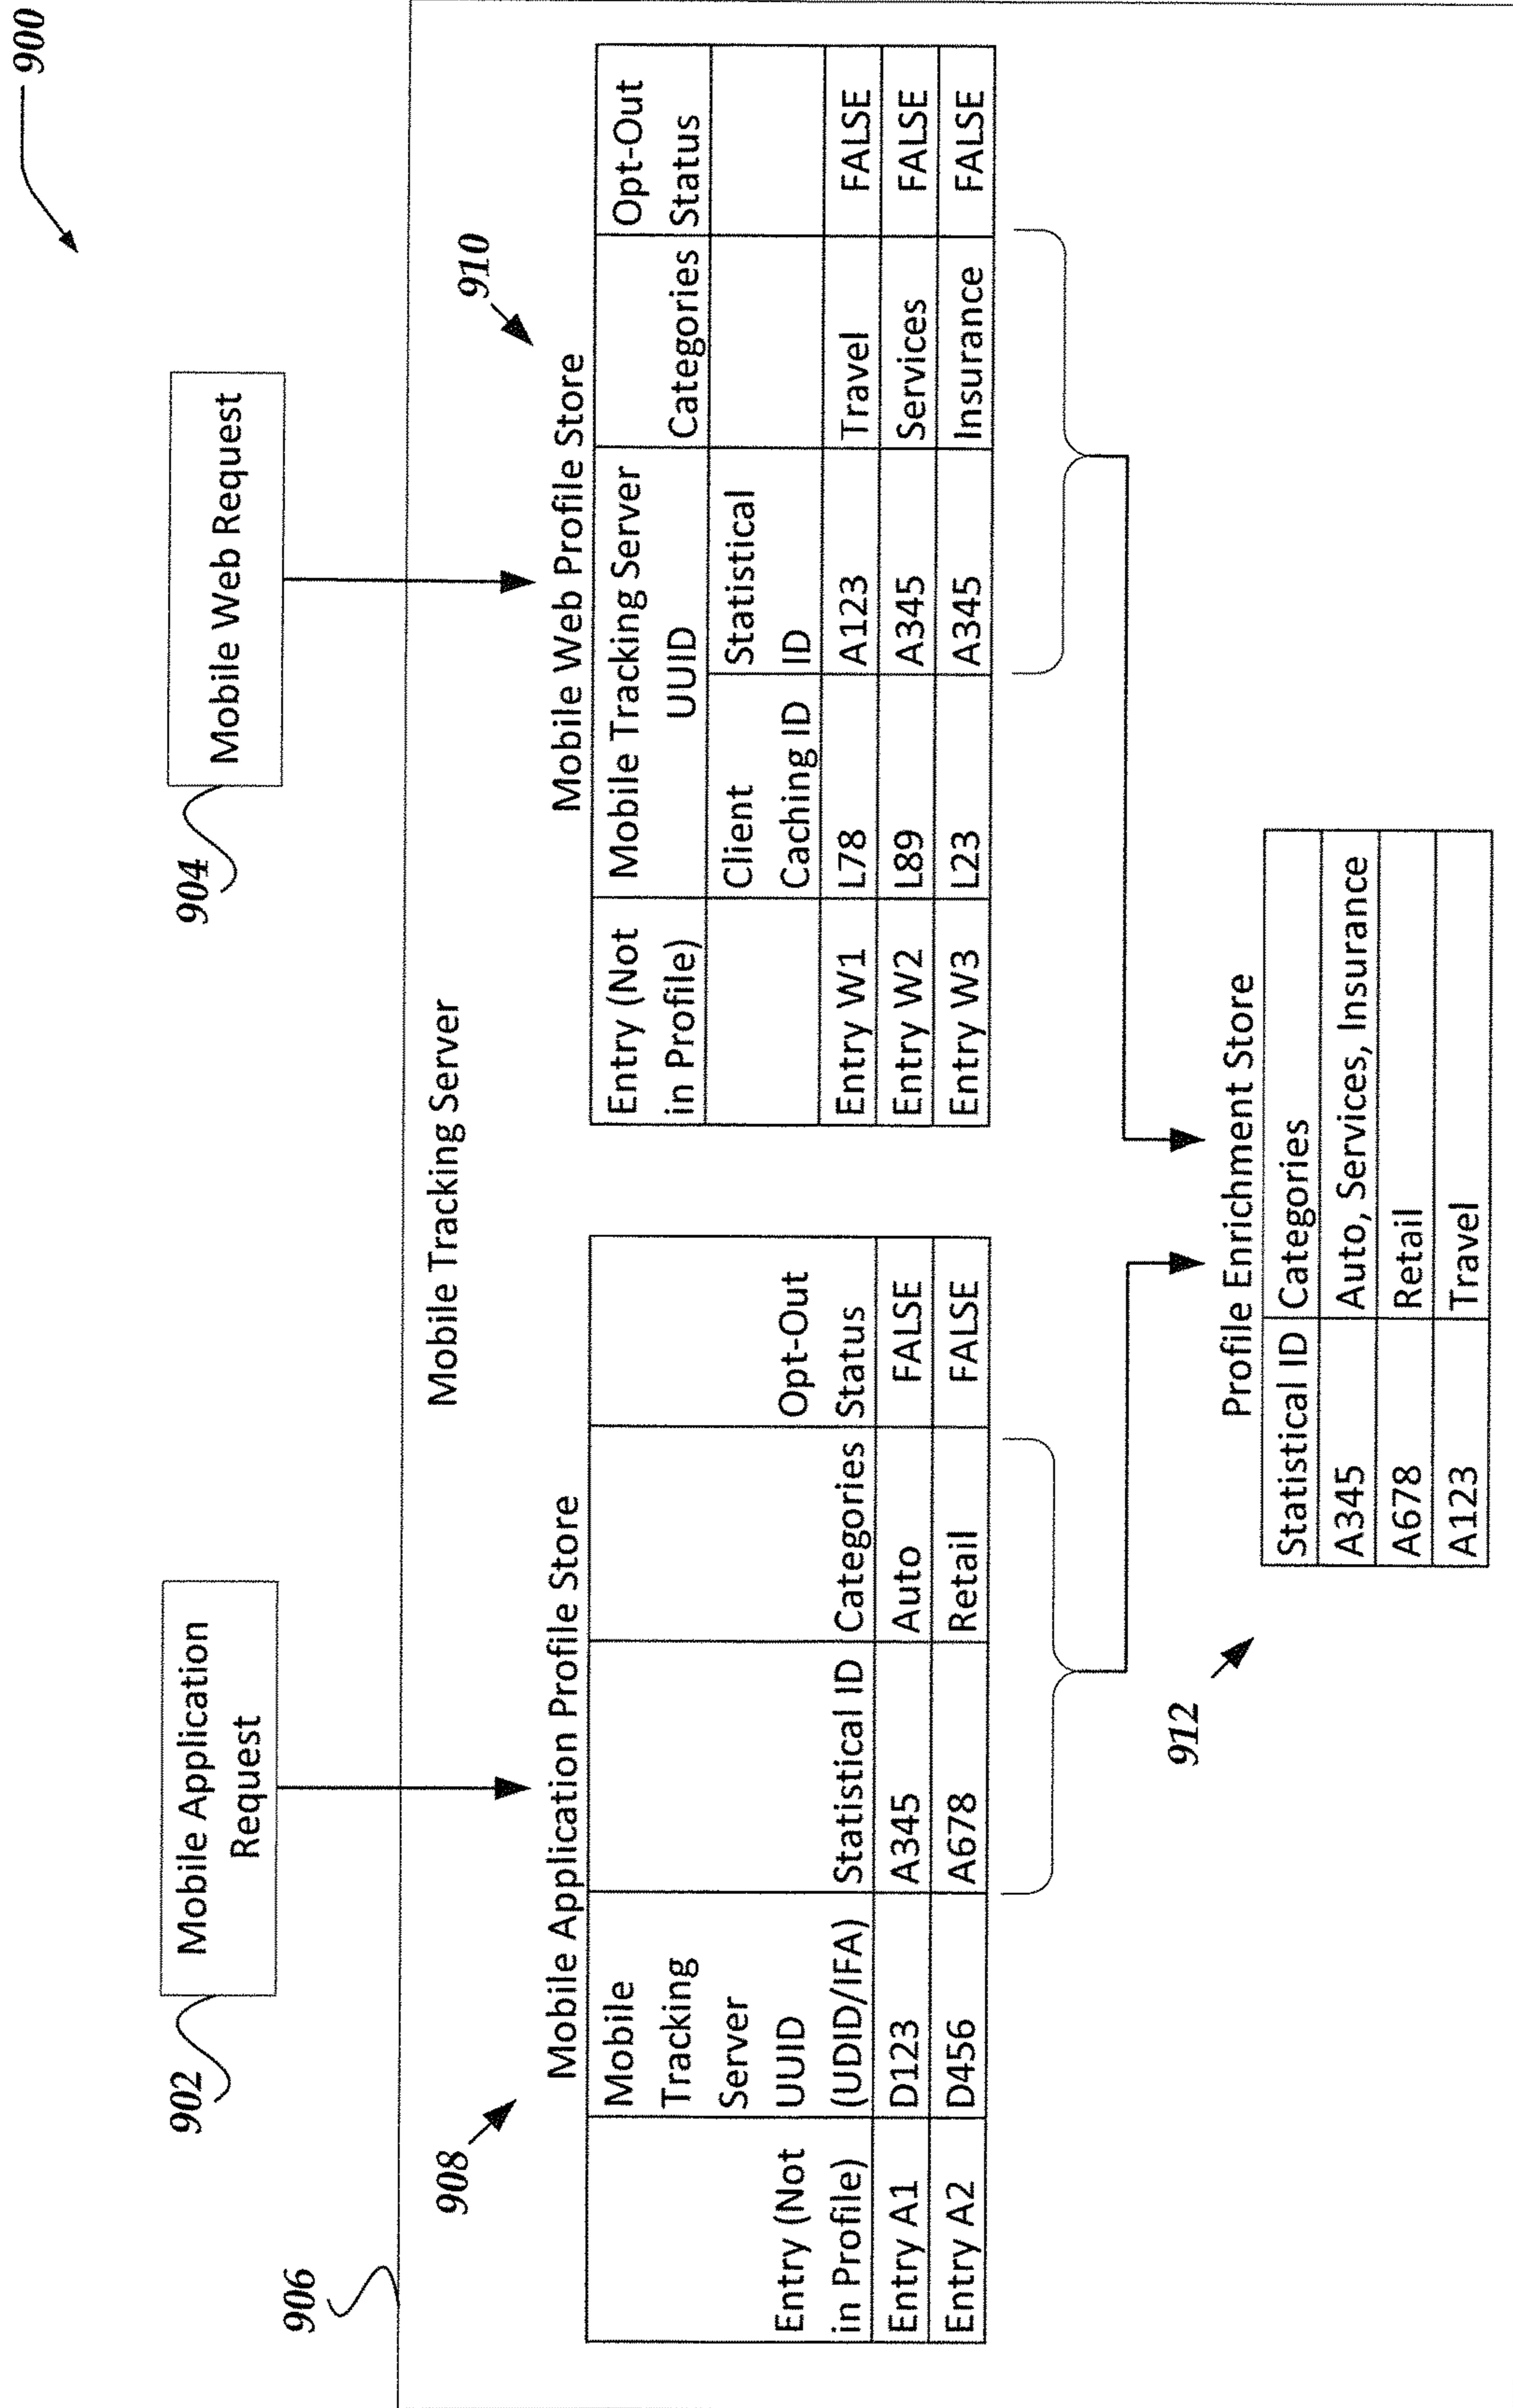 900
902
Mobile Application
Request
904
Mobile Web Request
906
Mobile Tracking Server
908
Mobile Application Profile Store
Entry (Not
in Profile)
Mobile
Tracking
Server
UUID
(UDID/IFA)
Statistical ID
Categories
Opt-Out
Status
Entry A1 D123 A345 Auto FALSE
Entry A2 D456 A678 Retail FALSE
910
Mobile Web Profile Store
Entry (Not
in Profile)
Mobile Tracking Server
UUID
Categories
Opt-Out
Status
Client
Caching ID
Statistical
ID
Entry W1 L78 A123 Travel FALSE
Entry W2 L89 A345 Services FALSE
Entry W3 L23 A345 Insurance FALSE
912
Profile Enrichment Store
Statistical ID Categories
A345 Auto, Services, Insurance
A678 Retail
A123 Travel